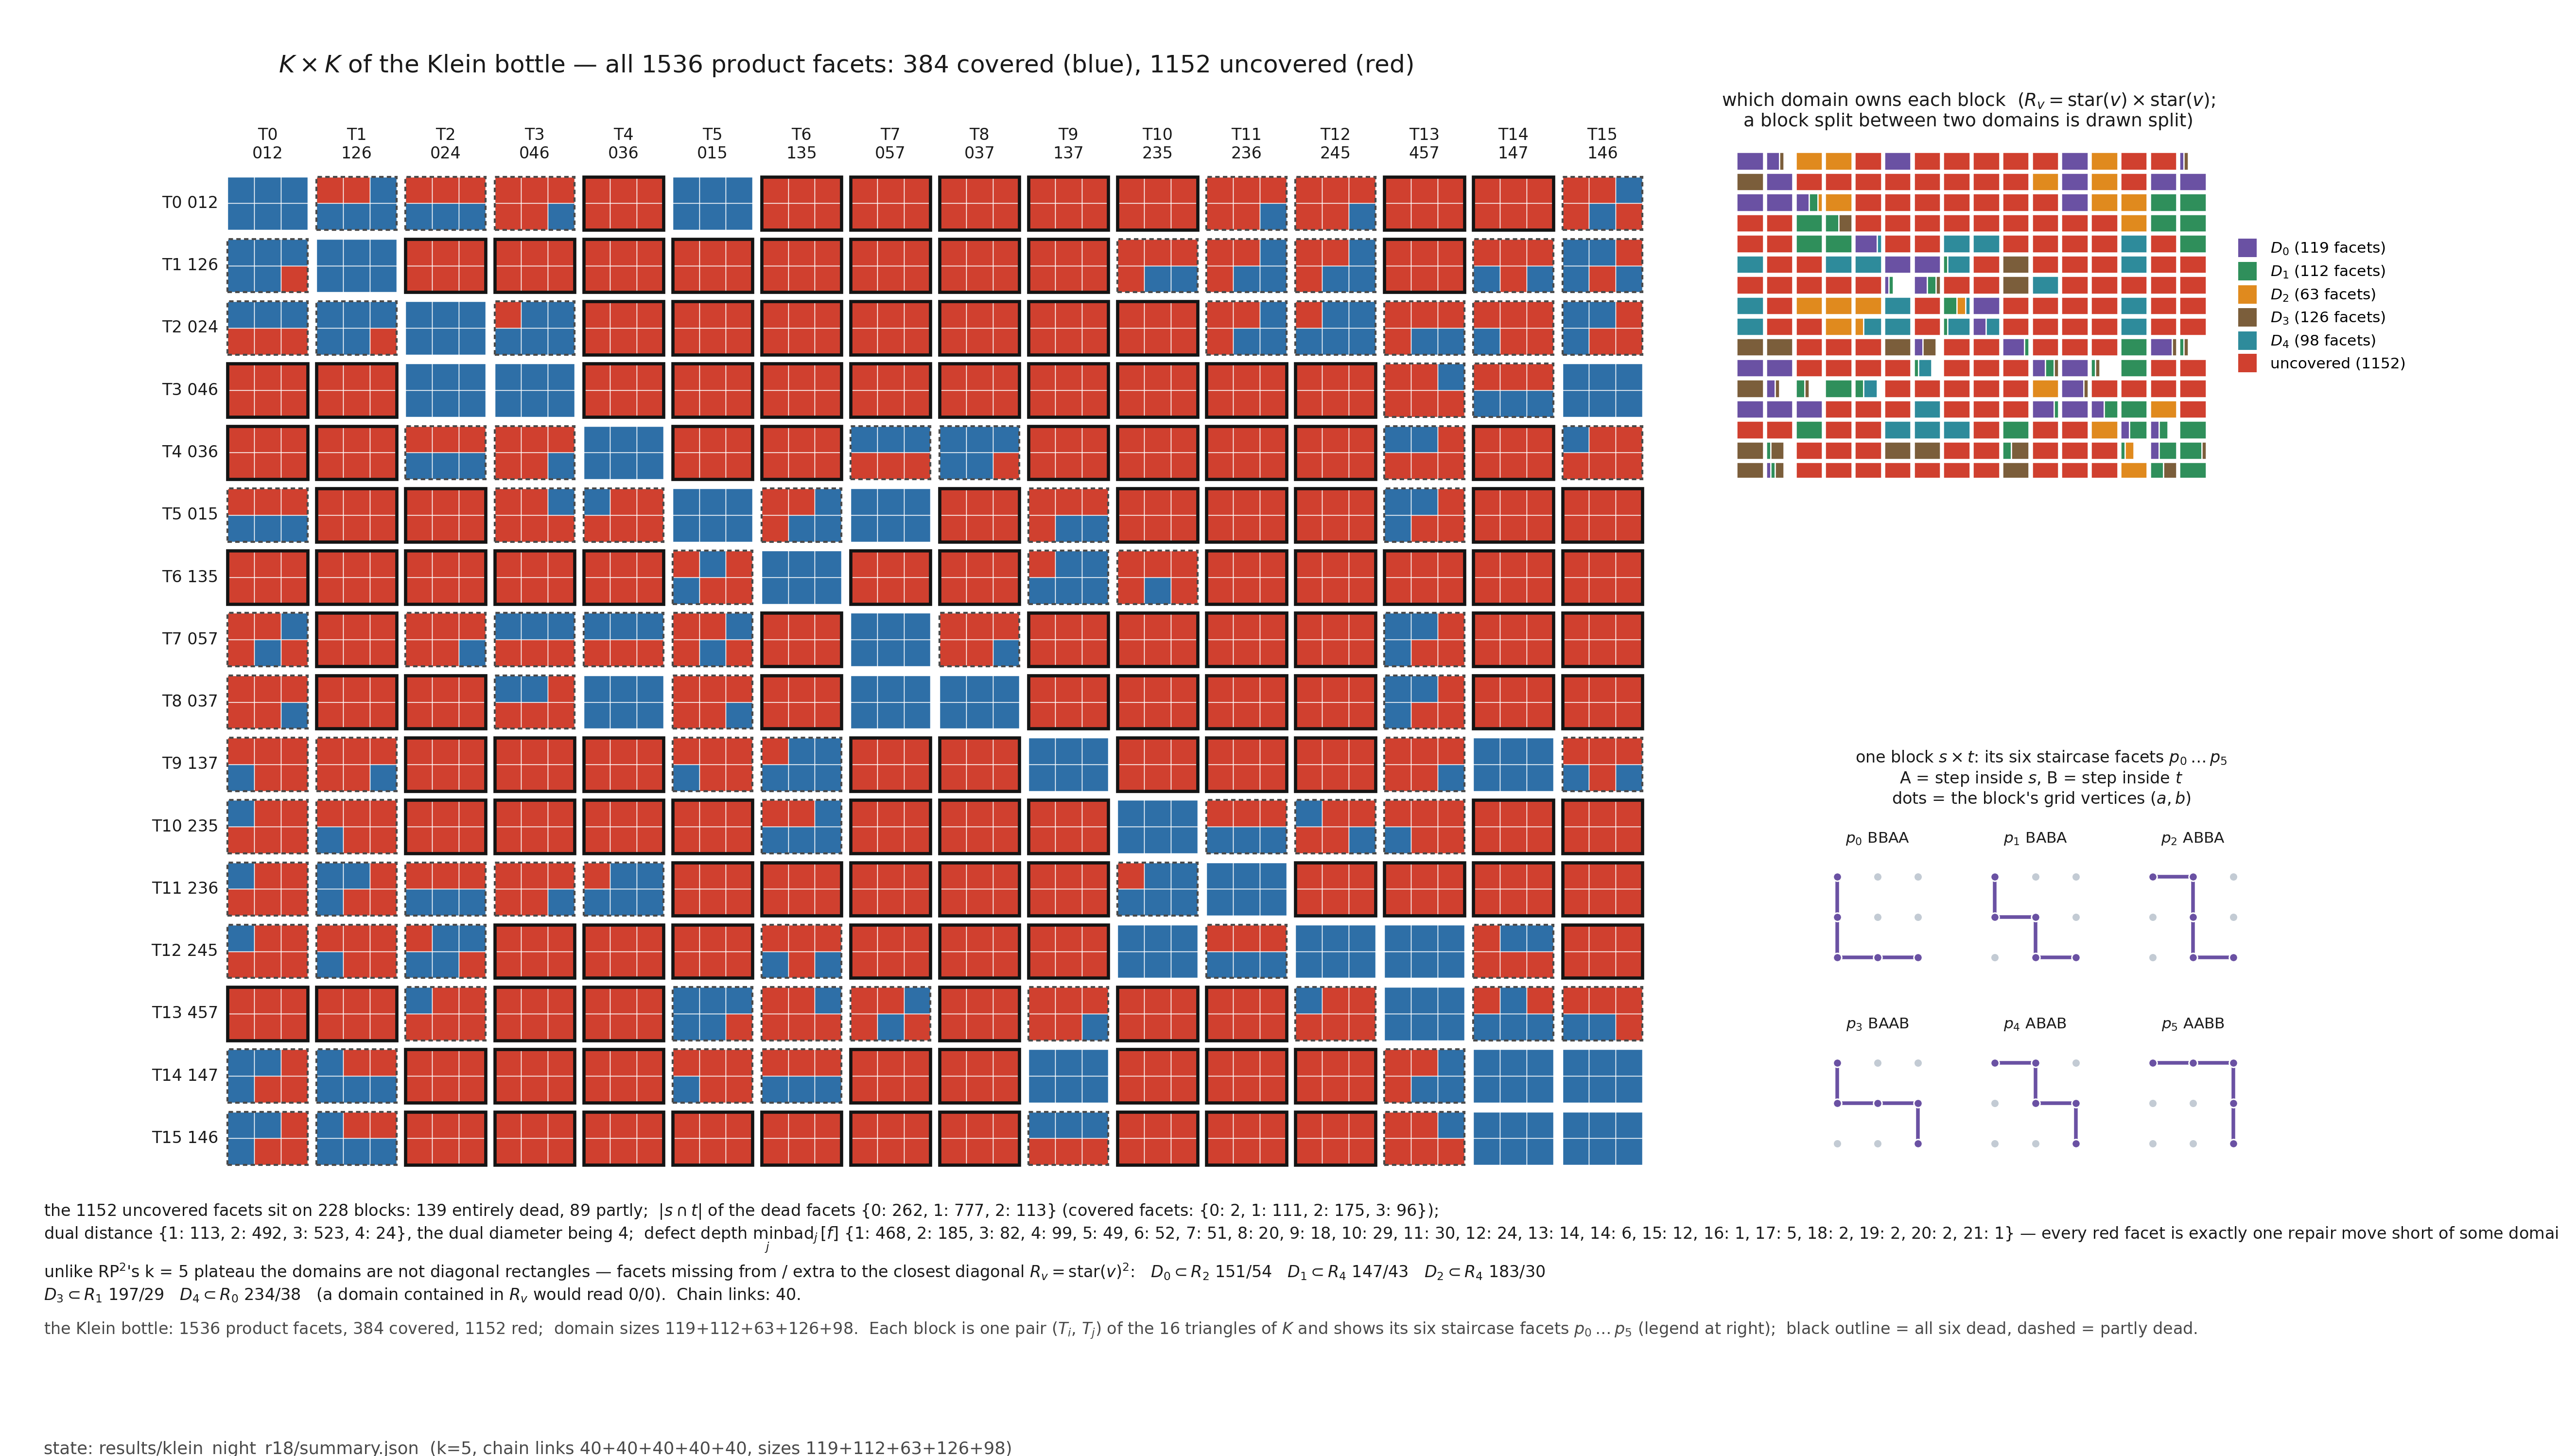 K × K of the Klein bottle — all 1536 product facets: 384 covered (blue), 1152 uncovered (red)
T0 T1 T2 T3 T4 T5 T6 T7 T8 T9 T10 T11 T12 T13 T14 T15
012 126 024 046 036 015 135 057 037 137 235 236 245 457 147 146
T0 012
T1 126
T2 024
T3 046
T4 036
T5 015
T6 135
T7 057
T8 037
T9 137
T10 235
T11 236
T12 245
T13 457
T14 147
T15 146
which domain owns each block (Rᵥ = star(v) × star(v);
a block split between two domains is drawn split)
D₀ (119 facets)
D₁ (112 facets)
D₂ (63 facets)
D₃ (126 facets)
D₄ (98 facets)
uncovered (1152)
one block s × t: its six staircase facets p₀ … p₅
A = step inside s, B = step inside t
dots = the block's grid vertices (a, b)
p₀ BBAA p₁ BABA p₂ ABBA
p₃ BAAB p₄ ABAB p₅ AABB
the 1152 uncovered facets sit on 228 blocks: 139 entirely dead, 89 partly; |s ∩ t| of the dead facets {0: 262, 1: 777, 2: 113} (covered facets: {0: 2, 1: 111, 2: 175, 3: 96});
dual distance {1: 113, 2: 492, 3: 523, 4: 24}, the dual diameter being 4; defect depth minbadⱼ [f] {1: 468, 2: 185, 3: 82, 4: 99, 5: 49, 6: 52, 7: 51, 8: 20, 9: 18, 10: 29, 11: 30, 12: 24, 13: 14, 14: 6, 15: 12, 16: 1, 17: 5, 18: 2, 19: 2, 20: 2, 21: 1} — every red facet is exactly one repair move short of some domai
j
unlike RP²'s k = 5 plateau the domains are not diagonal rectangles — facets missing from / extra to the closest diagonal Rᵥ = star(v)²: D₀ ⊂ R₂ 151/54 D₁ ⊂ R₄ 147/43 D₂ ⊂ R₄ 183/30
D₃ ⊂ R₁ 197/29 D₄ ⊂ R₀ 234/38 (a domain contained in Rᵥ would read 0/0). Chain links: 40.
the Klein bottle: 1536 product facets, 384 covered, 1152 red; domain sizes 119+112+63+126+98. Each block is one pair (Tᵢ, Tⱼ) of the 16 triangles of K and shows its six staircase facets p₀ … p₅ (legend at right); black outline = all six dead, dashed = partly dead.
state: results/klein_night_r18/summary.json (k=5, chain links 40+40+40+40+40, sizes 119+112+63+126+98)